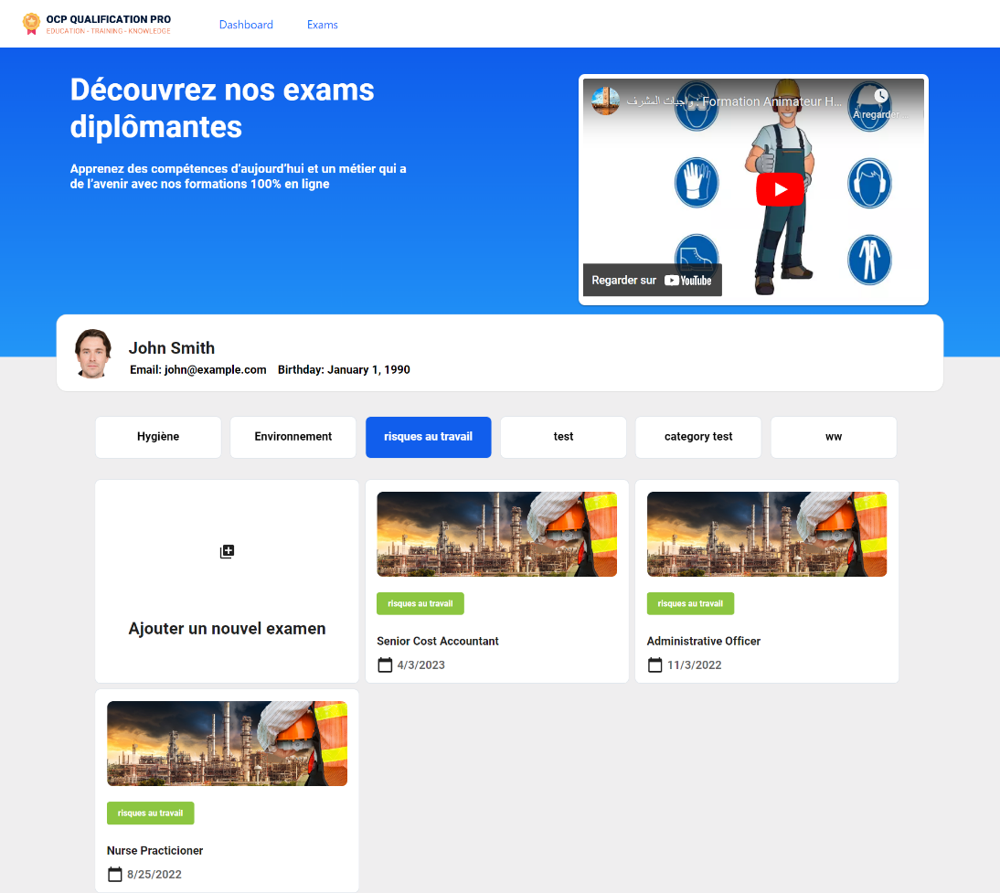 OCP QUALIFICATION PRO
EDUCATION - TRAINING - KNOWLEDGE
Dashboard
Exams
Découvrez nos exams
diplômantes
Apprenez des compétences d'aujourd'hui et un métier qui a
de l'avenir avec nos formations 100% en ligne
واجبات المشرف : Formation Animateur H...
À regarder...
Regarder sur YouTube
John Smith
Email: john@example.com Birthday: January 1, 1990
Hygiène
Environnement
risques au travail
test
category test
ww
Ajouter un nouvel examen
risques au travail
Senior Cost Accountant
4/3/2023
risques au travail
Administrative Officer
11/3/2022
risques au travail
Nurse Practicioner
8/25/2022